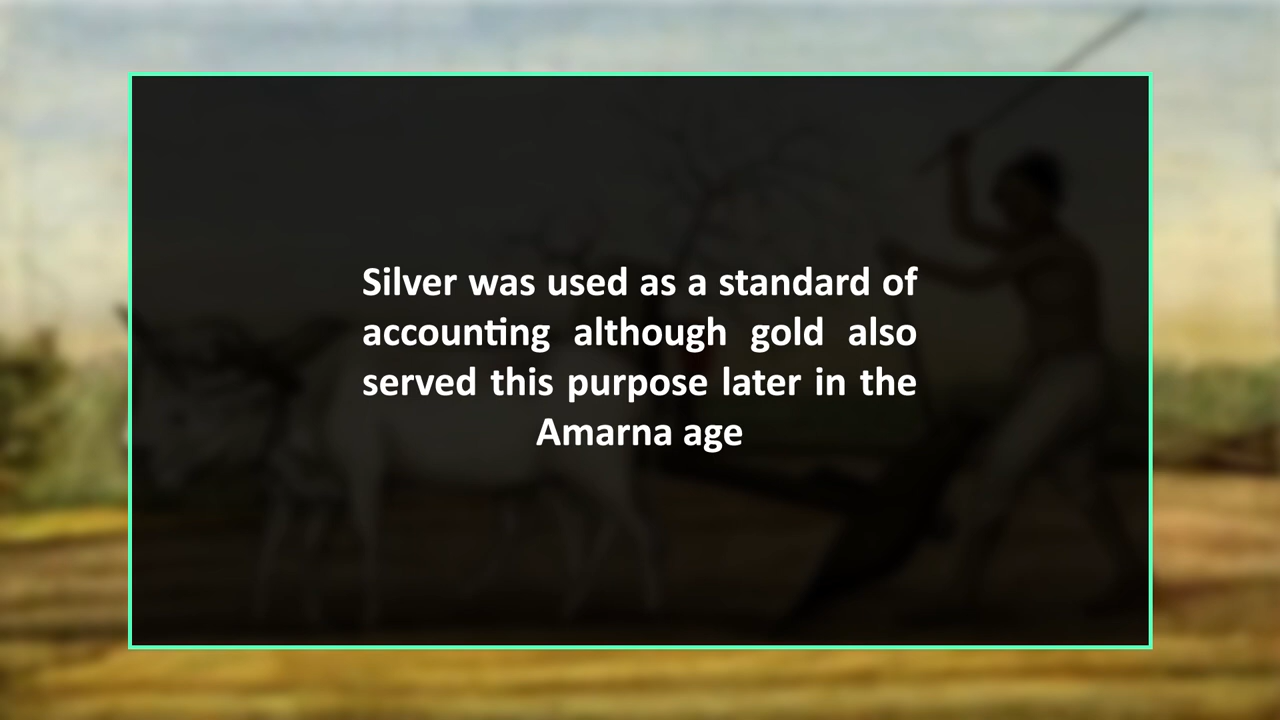 Silver was used as a standard of
accounting although gold also
served this purpose later in the
Amarna age